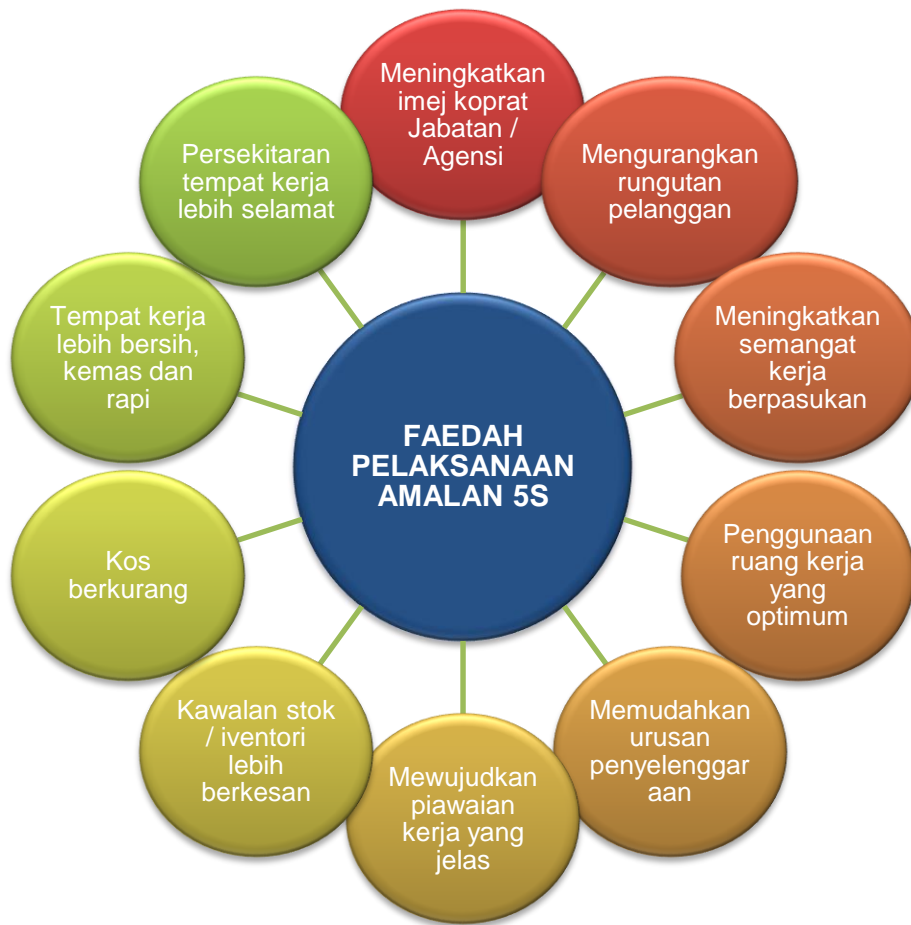 Meningkatkan
imej koprat
Jabatan /
Agensi
Mengurangkan
rungutan
pelanggan
Meningkatkan
semangat
kerja
berpasukan
Penggunaan
ruang kerja
yang
optimum
Memudahkan
urusan
penyelenggar
aan
Mewujudkan
piawaian
kerja yang
jelas
Kawalan stok
/ iventori
lebih
berkesan
Kos
berkurang
Tempat kerja
lebih bersih,
kemas dan
rapi
Persekitaran
tempat kerja
lebih selamat
FAEDAH
PELAKSANAAN
AMALAN 5S